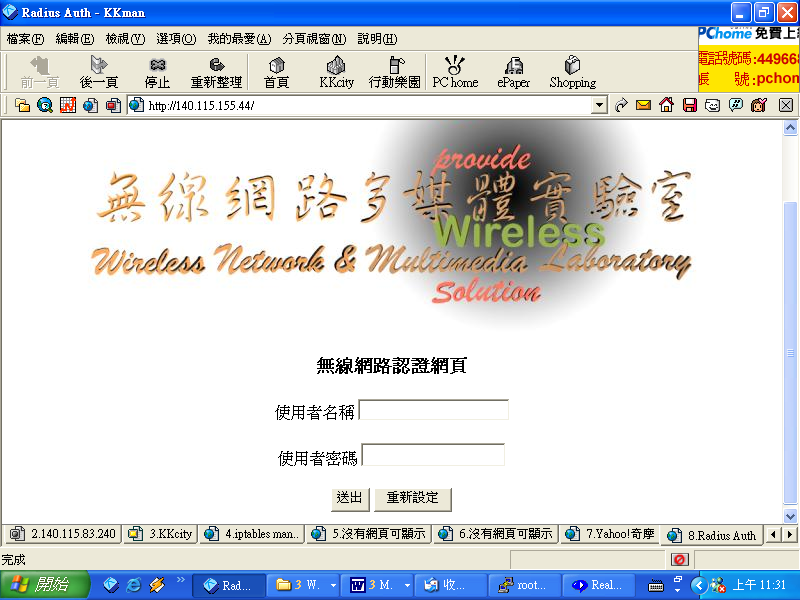 Radius Auth - KKman
檔案(F) 編輯(E) 檢視(V) 選項(O) 我的最愛(A) 分頁視窗(N) 說明(H)
PChome 免費上
電話號碼:44966
帳 號:pchom
前一頁 後一頁 停止 重新整理 首頁 KKcity 行動樂園 PChome ePaper Shopping
http://140.115.155.44/
provide
無線網路多媒體實驗室
Wireless
Wireless Network & Multimedia Laboratory
Solution
無線網路認證網頁
使用者名稱
使用者密碼
送出 重新設定
2.140.115.83.240 3.KKcity 4.iptables man.. 5.沒有網頁可顯示 6.沒有網頁可顯示 7.Yahoo!奇摩 8.Radius Auth
完成
開始 Rad... 3 W. 3 M. 收... root... Real... 上午 11:31